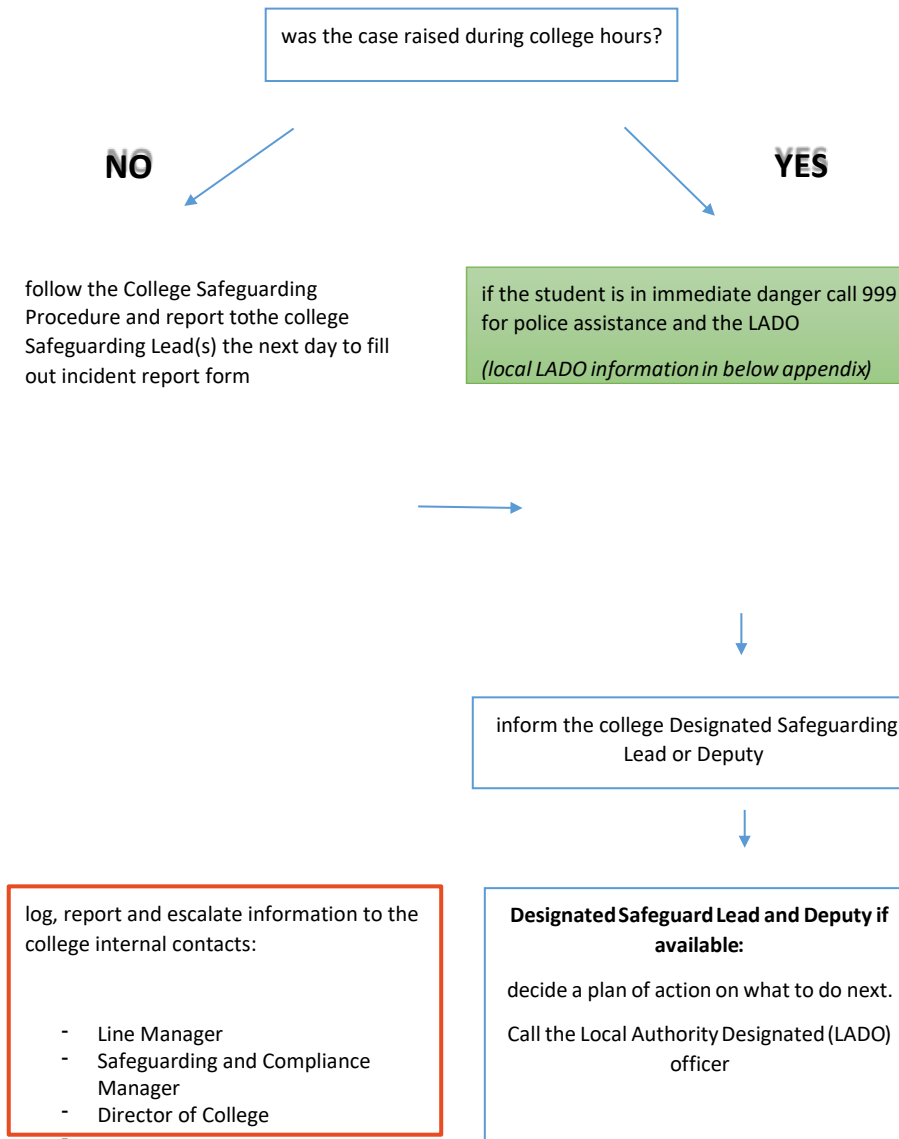 was the case raised during college hours?
NO
YES
follow the College Safeguarding
Procedure and report tothe college
Safeguarding Lead(s) the next day to fill
out incident report form
if the student is in immediate danger call 999
for police assistance and the LADO
(local LADO information in below appendix)
inform the college Designated Safeguarding
Lead or Deputy
log, report and escalate information to the
college internal contacts:
- Line Manager
- Safeguarding and Compliance
Manager
- Director of College
-
Designated Safeguard Lead and Deputy if
available:
decide a plan of action on what to do next.
Call the Local Authority Designated (LADO)
officer